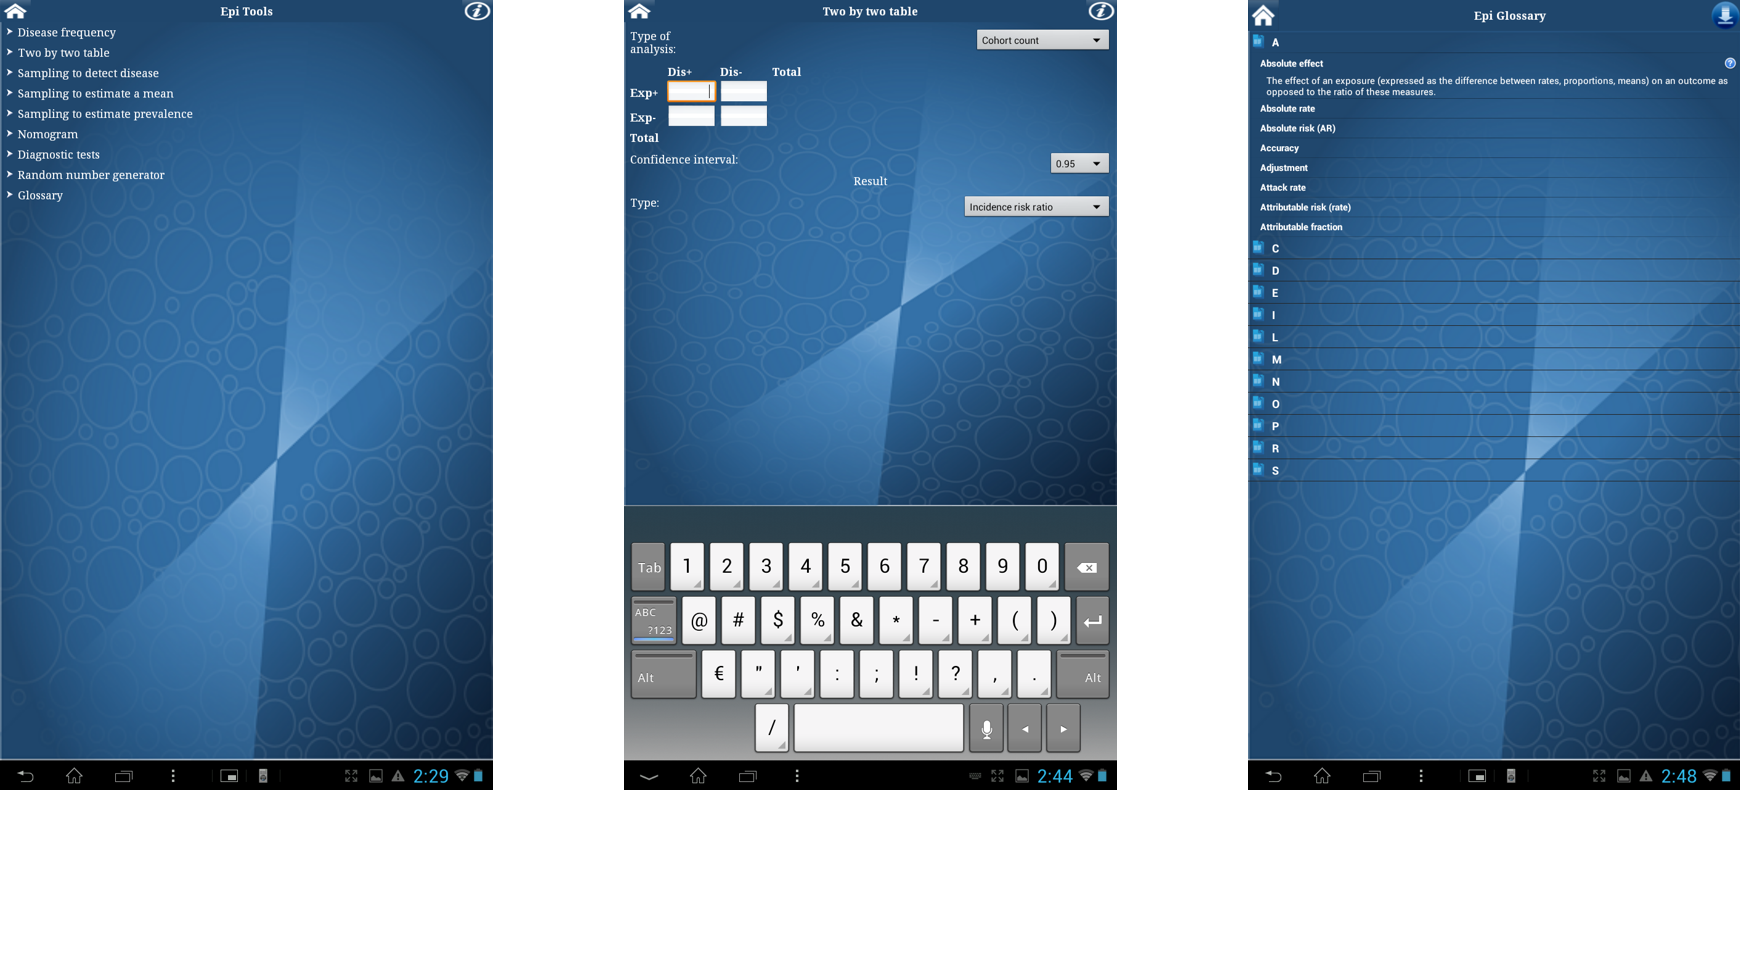 Epi Tools
Disease frequency
Two by two table
Sampling to detect disease
Sampling to estimate a mean
Sampling to estimate prevalence
Nomogram
Diagnostic tests
Random number generator
Glossary
2:29
Two by two table
Type of
analysis:
Cohort count
Dis+ Dis- Total
Exp+
Exp-
Total
Confidence interval:
0.95
Result
Type:
Incidence risk ratio
Tab 1 2 3 4 5 6 7 8 9 0
ABC
?123
@ # $ % & * - + ( )
Alt € " ' : ; ! ? , . Alt
/
2:44
Epi Glossary
A
Absolute effect
?
The effect of an exposure (expressed as the difference between rates, proportions, means) on an outcome as
opposed to the ratio of these measures.
Absolute rate
Absolute risk (AR)
Accuracy
Adjustment
Attack rate
Attributable risk (rate)
Attributable fraction
C
D
E
I
L
M
N
O
P
R
S
2:48